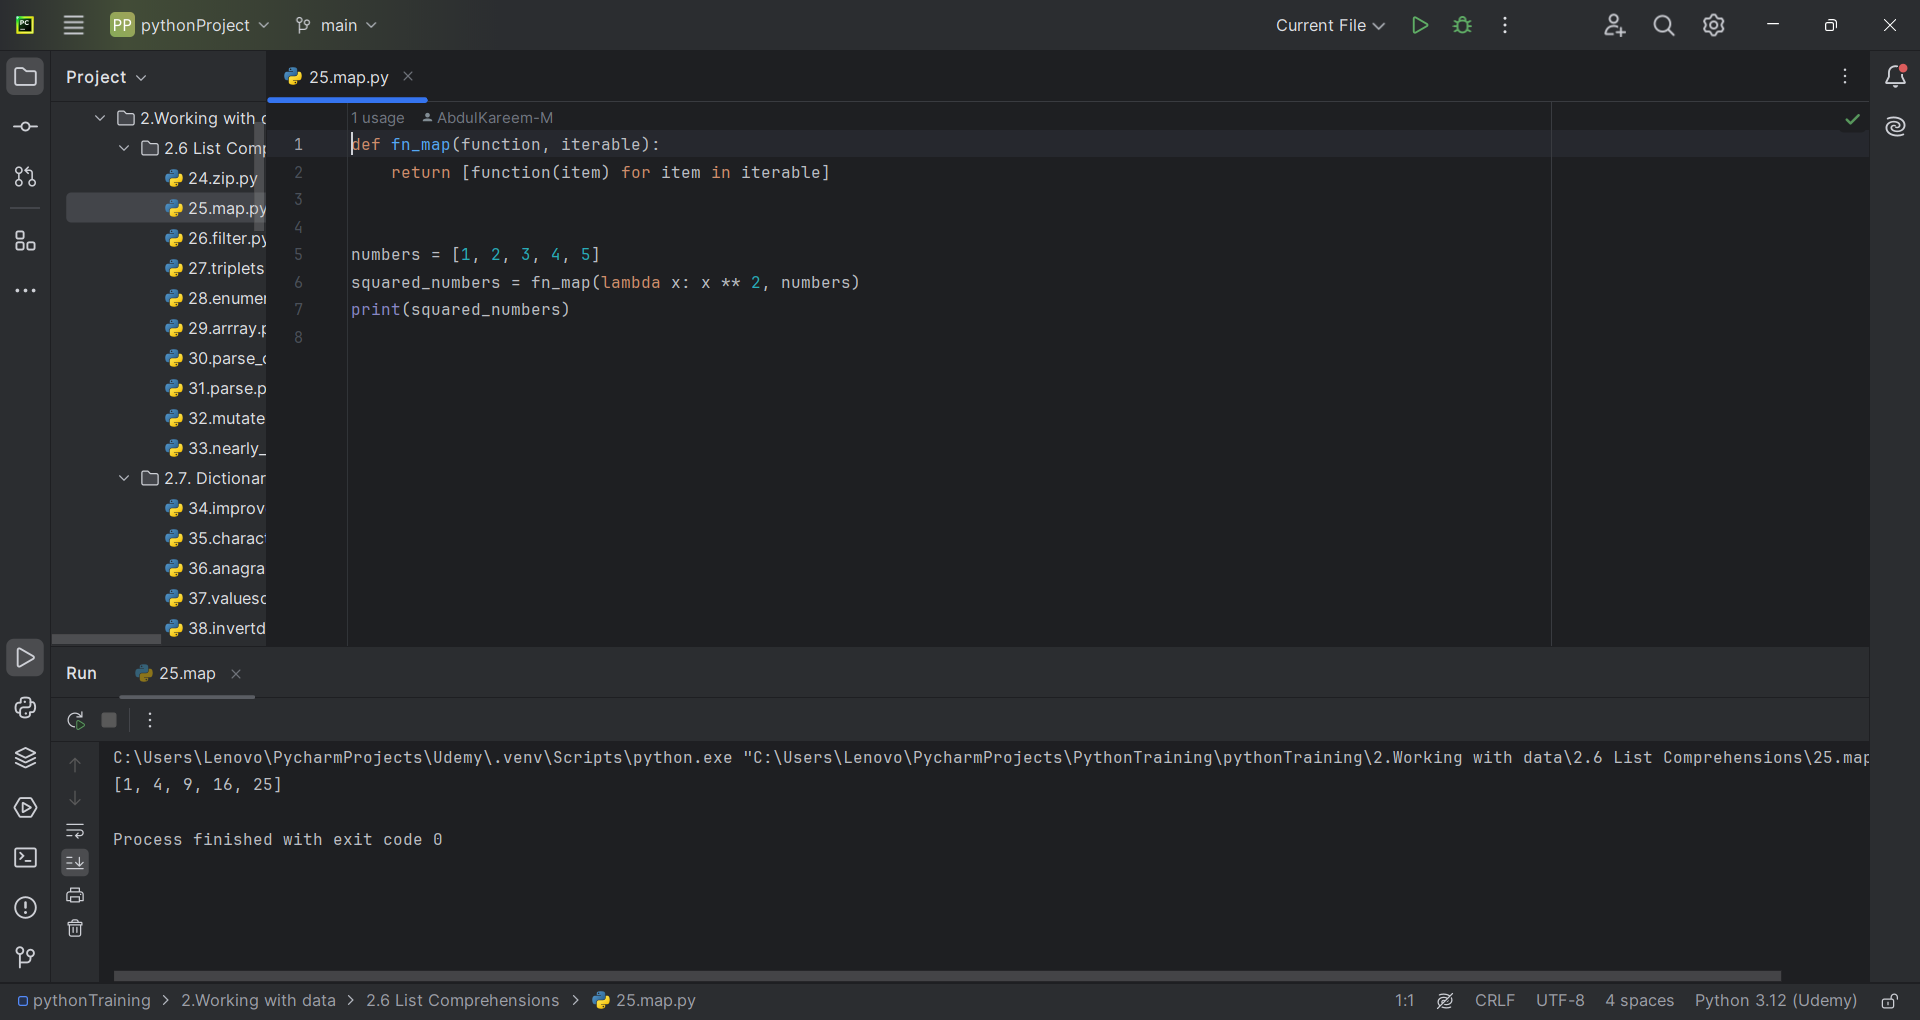 PC
PP pythonProject main Current File
Project
25.map.py
2.Working with d
2.6 List Comp
24.zip.py
25.map.py
26.filter.py
27.triplets
28.enumer
29.arrray.p
30.parse_c
31.parse.p
32.mutate
33.nearly_
2.7. Dictionar
34.improv
35.charact
36.anagra
37.valuesc
38.invertd
1 usage AbdulKareem-M
1 def fn_map(function, iterable):
2 return [function(item) for item in iterable]
3
4
5 numbers = [1, 2, 3, 4, 5]
6 squared_numbers = fn_map(lambda x: x ** 2, numbers)
7 print(squared_numbers)
8
Run 25.map
C:\Users\Lenovo\PycharmProjects\Udemy\.venv\Scripts\python.exe "C:\Users\Lenovo\PycharmProjects\PythonTraining\pythonTraining\2.Working with data\2.6 List Comprehensions\25.map
[1, 4, 9, 16, 25]
Process finished with exit code 0
pythonTraining > 2.Working with data > 2.6 List Comprehensions > 25.map.py 1:1 CRLF UTF-8 4 spaces Python 3.12 (Udemy)